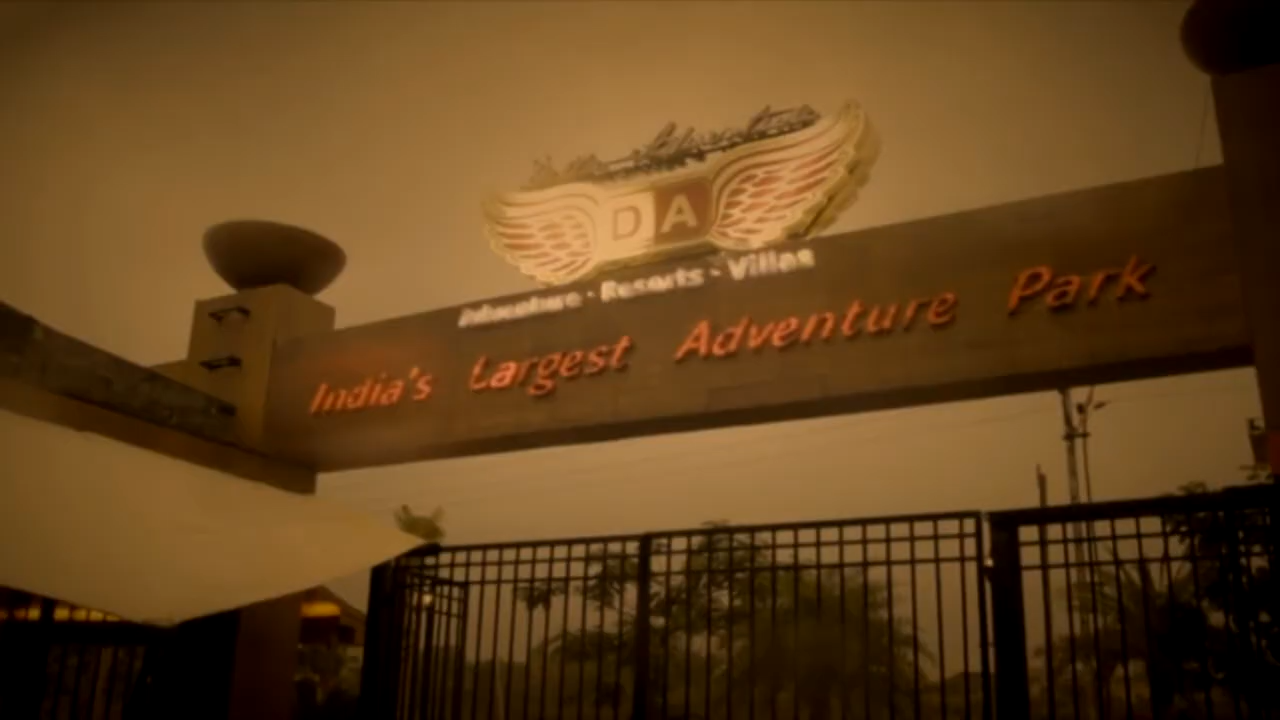 DA
Adventure • Resorts • Villas
India's Largest Adventure Park